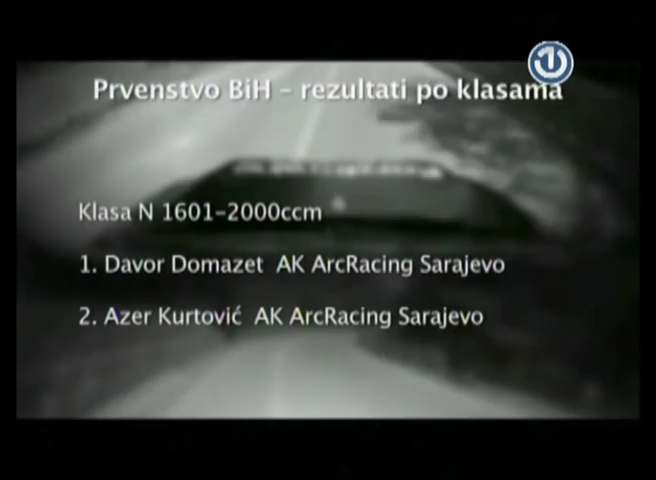 Prvenstvo BiH - rezultati po klasama
Klasa N 1601-2000ccm
1. Davor Domazet AK ArcRacing Sarajevo
2. Azer Kurtović AK ArcRacing Sarajevo